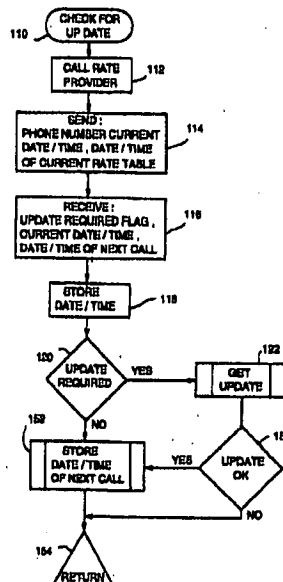 CHECK FOR
UP DATE
110
112
CALL RATE
PROVIDER
SEND :
PHONE NUMBER CURRENT
DATE / TIME , DATE / TIME
OF CURRENT RATE TABLE
114
RECEIVE :
UPDATE REQUIRED FLAG ,
CURRENT DATE / TIME ,
DATE / TIME OF NEXT CALL
116
STORE
DATE / TIME
118
120
UPDATE
REQUIRED
YES
122
GET
UPDATE
NO
152
STORE
DATE / TIME
OF NEXT CALL
YES
UPDATE
OK
NO
154
RETURN